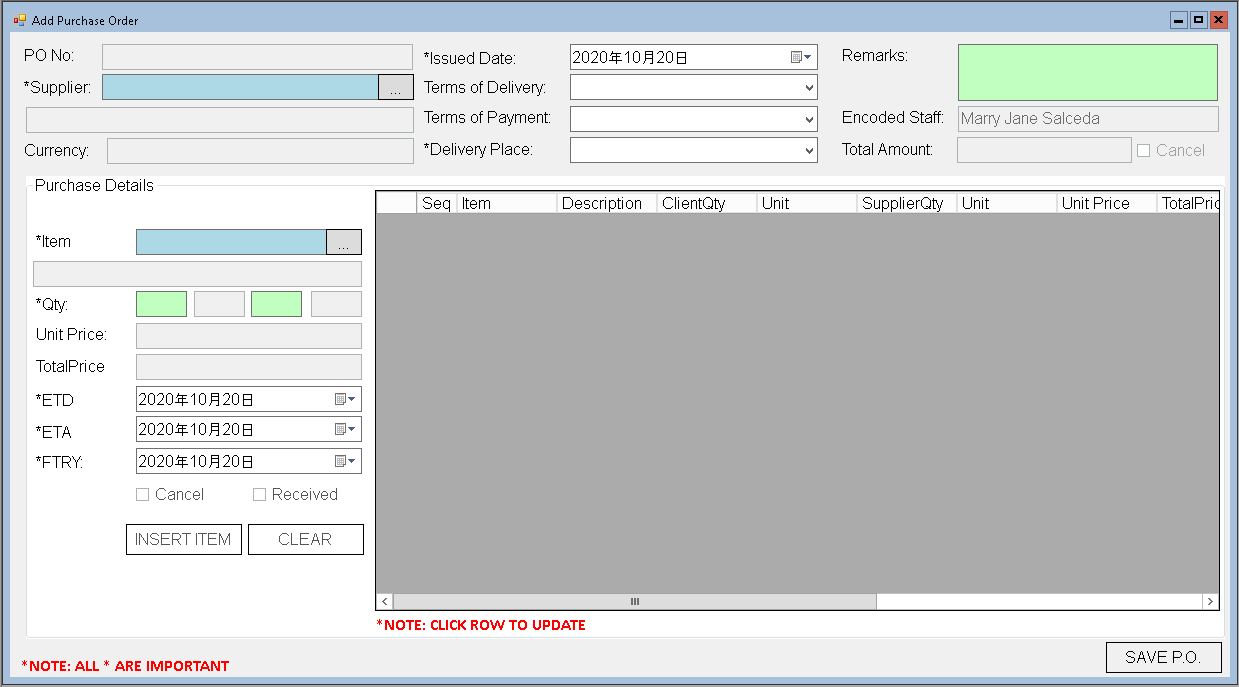 Add Purchase Order
PO No:
*Supplier:
...
Currency:
*Issued Date:
2020年10月20日
Terms of Delivery:
Terms of Payment:
*Delivery Place:
Remarks:
Encoded Staff:
Marry Jane Salceda
Total Amount:
Cancel
Purchase Details
*Item
...
*Qty:
Unit Price:
TotalPrice
*ETD
2020年10月20日
*ETA
2020年10月20日
*FTRY:
2020年10月20日
Cancel
Received
INSERT ITEM
CLEAR
Seq Item Description ClientQty Unit SupplierQty Unit Unit Price TotalPric
*NOTE: CLICK ROW TO UPDATE
*NOTE: ALL * ARE IMPORTANT
SAVE P.O.